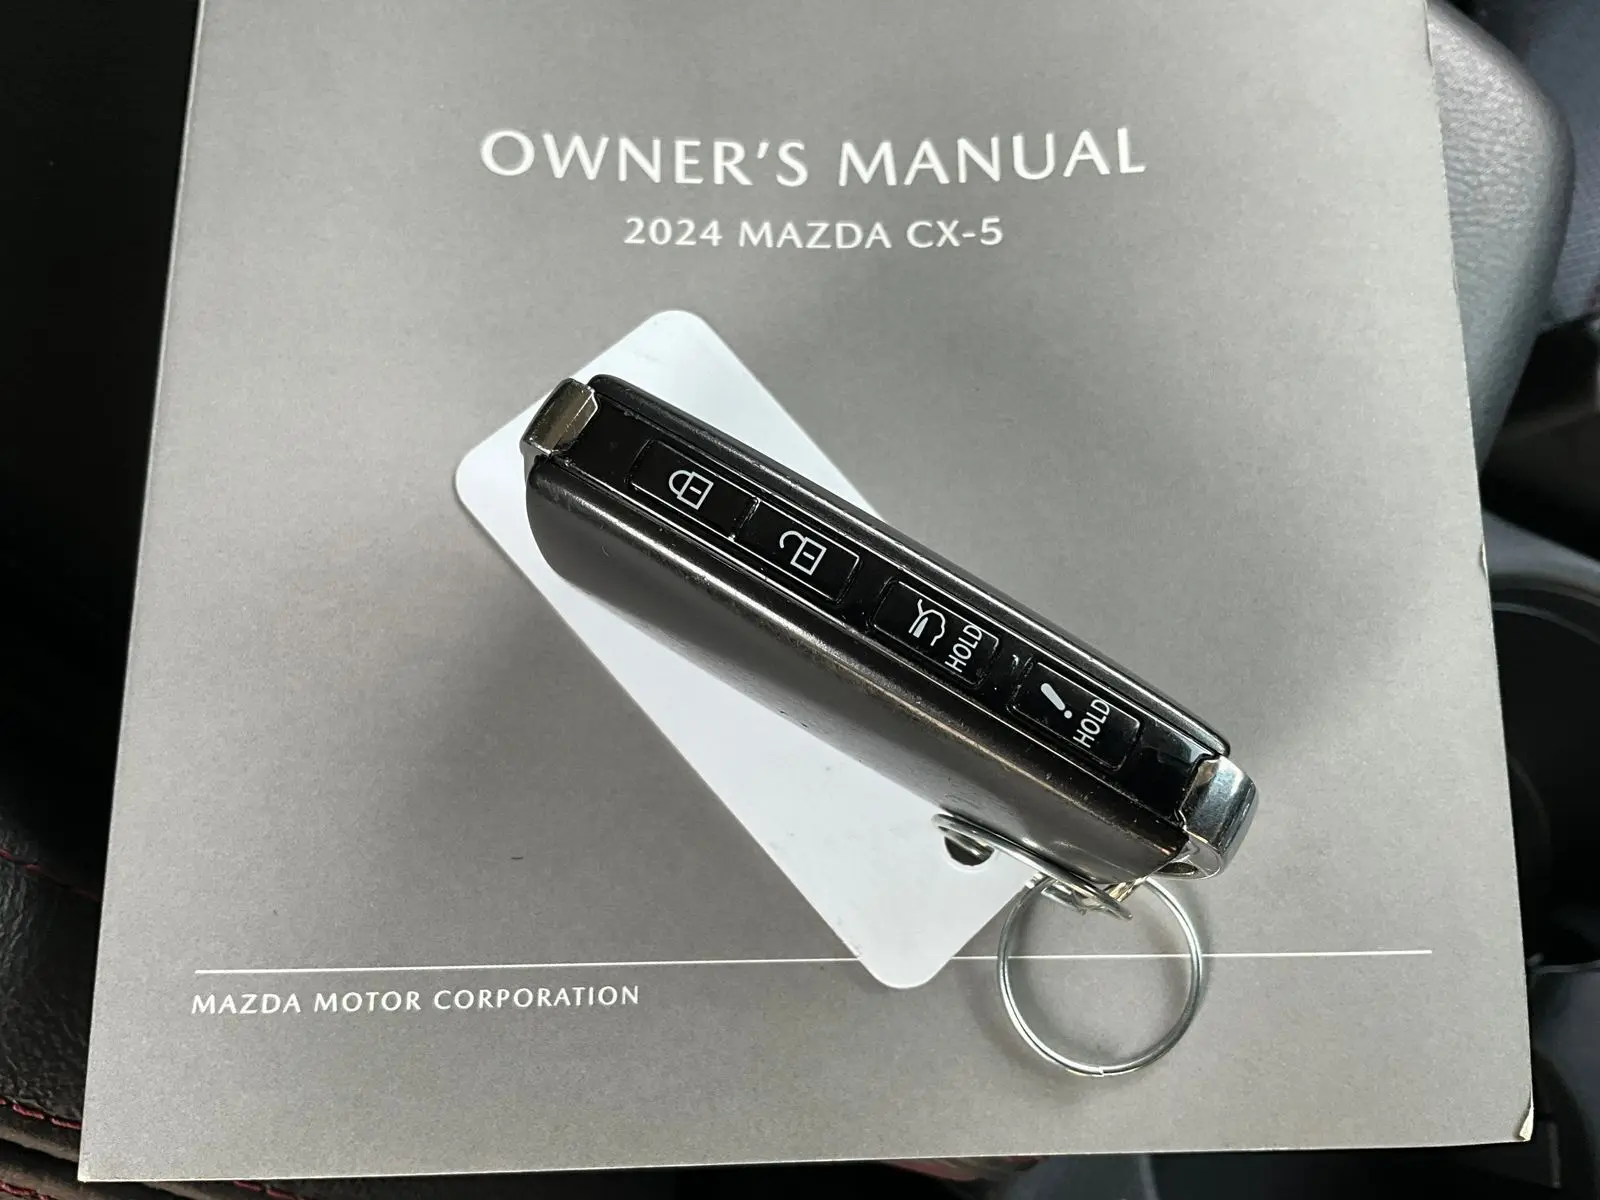 OWNER'S MANUAL
2024 MAZDA CX-5
HOLD
HOLD
MAZDA MOTOR CORPORATION